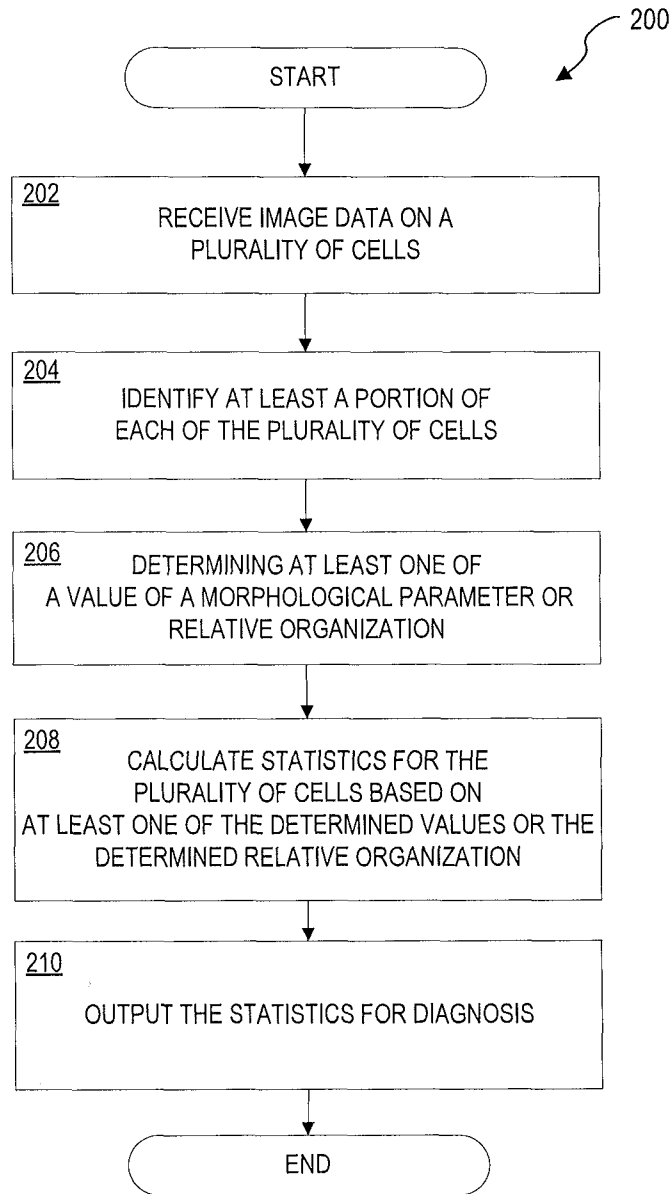 200
START
202
RECEIVE IMAGE DATA ON A
PLURALITY OF CELLS
204
IDENTIFY AT LEAST A PORTION OF
EACH OF THE PLURALITY OF CELLS
206
DETERMINING AT LEAST ONE OF
A VALUE OF A MORPHOLOGICAL PARAMETER OR
RELATIVE ORGANIZATION
208
CALCULATE STATISTICS FOR THE
PLURALITY OF CELLS BASED ON
AT LEAST ONE OF THE DETERMINED VALUES OR THE
DETERMINED RELATIVE ORGANIZATION
210
OUTPUT THE STATISTICS FOR DIAGNOSIS
END